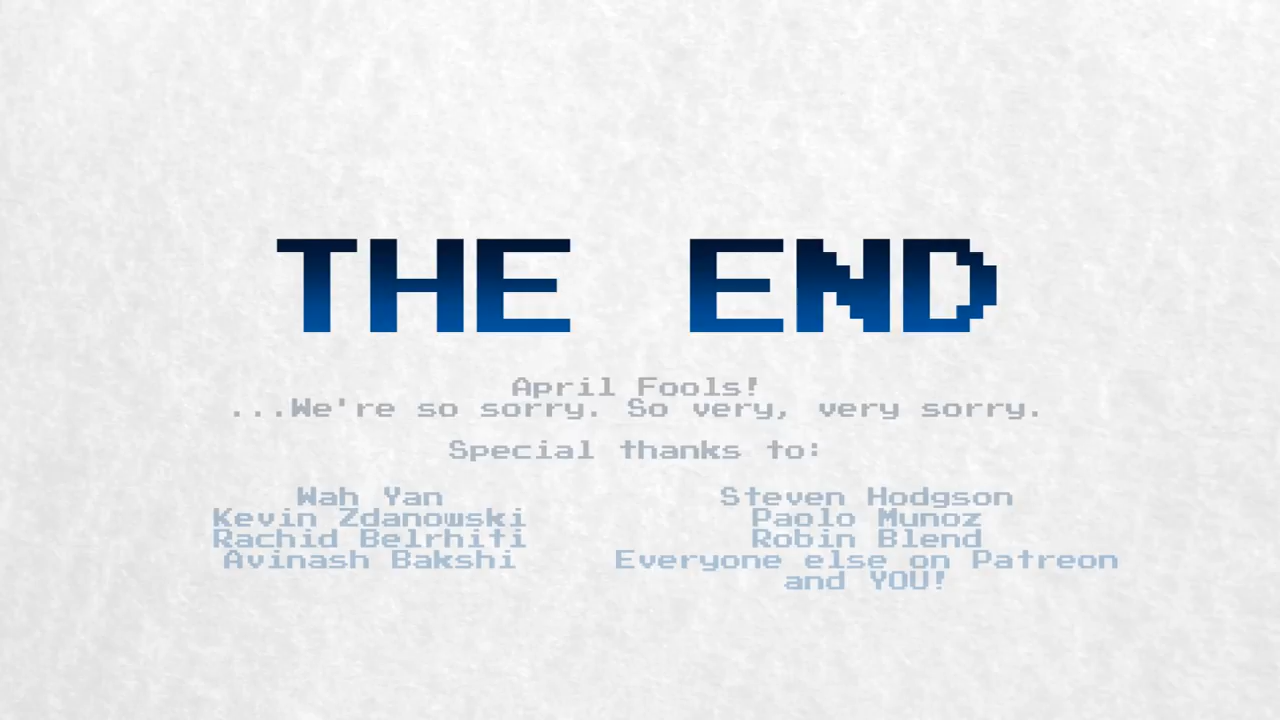 THE END
April Fools!
...We're so sorry. So very, very sorry.
Special thanks to:
Wah Yan
Kevin Zdanowski
Rachid Belrhiti
Avinash Bakshi
Steven Hodgson
Paolo Munoz
Robin Blend
Everyone else on Patreon
and YOU!